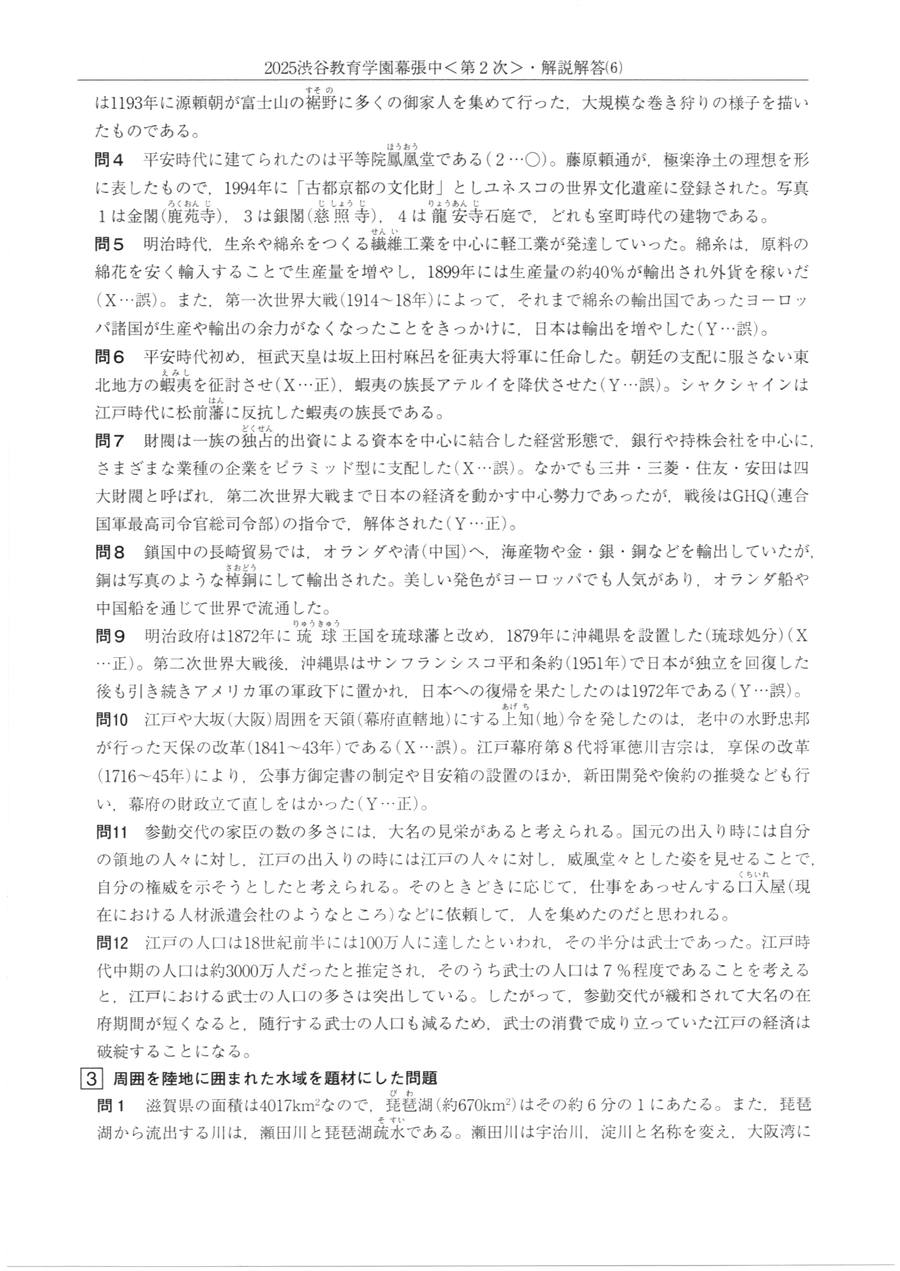 2025渋谷教育学園幕張中＜第２次＞・解説解答(6)
は1193年に源頼朝が富士山の裾野に多くの御家人を集めて行った，大規模な巻き狩りの様子を描い
たものである。
問４　平安時代に建てられたのは平等院鳳凰堂である(２…○)。藤原頼通が，極楽浄土の理想を形
に表したもので，1994年に「古都京都の文化財」としユネスコの世界文化遺産に登録された。写真
１は金閣(鹿苑寺)，３は銀閣(慈照寺)，４は龍安寺石庭で，どれも室町時代の建物である。
問５　明治時代，生糸や綿糸をつくる繊維工業を中心に軽工業が発達していった。綿糸は，原料の
綿花を安く輸入することで生産量を増やし，1899年には生産量の約40％が輸出され外貨を稼いだ
(Ｘ…誤)。また，第一次世界大戦(1914～18年)によって，それまで綿糸の輸出国であったヨーロッ
パ諸国が生産や輸出の余力がなくなったことをきっかけに，日本は輸出を増やした(Ｙ…誤)。
問６　平安時代初め，桓武天皇は坂上田村麻呂を征夷大将軍に任命した。朝廷の支配に服さない東
北地方の蝦夷を征討させ(Ｘ…正)，蝦夷の族長アテルイを降伏させた(Ｙ…誤)。シャクシャインは
江戸時代に松前藩に反抗した蝦夷の族長である。
問７　財閥は一族の独占的出資による資本を中心に結合した経営形態で，銀行や持株会社を中心に，
さまざまな業種の企業をピラミッド型に支配した(Ｘ…誤)。なかでも三井・三菱・住友・安田は四
大財閥と呼ばれ，第二次世界大戦まで日本の経済を動かす中心勢力であったが，戦後はGHQ(連合
国軍最高司令官総司令部)の指令で，解体された(Ｙ…正)。
問８　鎖国中の長崎貿易では，オランダや清(中国)へ，海産物や金・銀・銅などを輸出していたが，
銅は写真のような棹銅にして輸出された。美しい発色がヨーロッパでも人気があり，オランダ船や
中国船を通じて世界で流通した。
問９　明治政府は1872年に琉球王国を琉球藩と改め，1879年に沖縄県を設置した(琉球処分)(Ｘ
…正)。第二次世界大戦後，沖縄県はサンフランシスコ平和条約(1951年)で日本が独立を回復した
後も引き続きアメリカ軍の軍政下に置かれ，日本への復帰を果たしたのは1972年である(Ｙ…誤)。
問10　江戸や大坂(大阪)周囲を天領(幕府直轄地)にする上知(地)令を発したのは，老中の水野忠邦
が行った天保の改革(1841～43年)である(Ｘ…誤)。江戸幕府第８代将軍徳川吉宗は，享保の改革
(1716～45年)により，公事方御定書の制定や目安箱の設置のほか，新田開発や倹約の推奨なども行
い，幕府の財政立て直しをはかった(Ｙ…正)。
問11　参勤交代の家臣の数の多さには，大名の見栄があると考えられる。国元の出入り時には自分
の領地の人々に対し，江戸の出入りの時には江戸の人々に対し，威風堂々とした姿を見せることで，
自分の権威を示そうとしたと考えられる。そのときどきに応じて，仕事をあっせんする口入屋(現
在における人材派遣会社のようなところ)などに依頼して，人を集めたのだと思われる。
問12　江戸の人口は18世紀前半には100万人に達したといわれ，その半分は武士であった。江戸時
代中期の人口は約3000万人だったと推定され，そのうち武士の人口は７％程度であることを考える
と，江戸における武士の人口の多さは突出している。したがって，参勤交代が緩和されて大名の在
府期間が短くなると，随行する武士の人口も減るため，武士の消費で成り立っていた江戸の経済は
破綻することになる。
3 周囲を陸地に囲まれた水域を題材にした問題
問１　滋賀県の面積は4017km²なので，琵琶湖(約670km²)はその約６分の１にあたる。また，琵琶
湖から流出する川は，瀬田川と琵琶湖疏水である。瀬田川は宇治川，淀川と名称を変え，大阪湾に